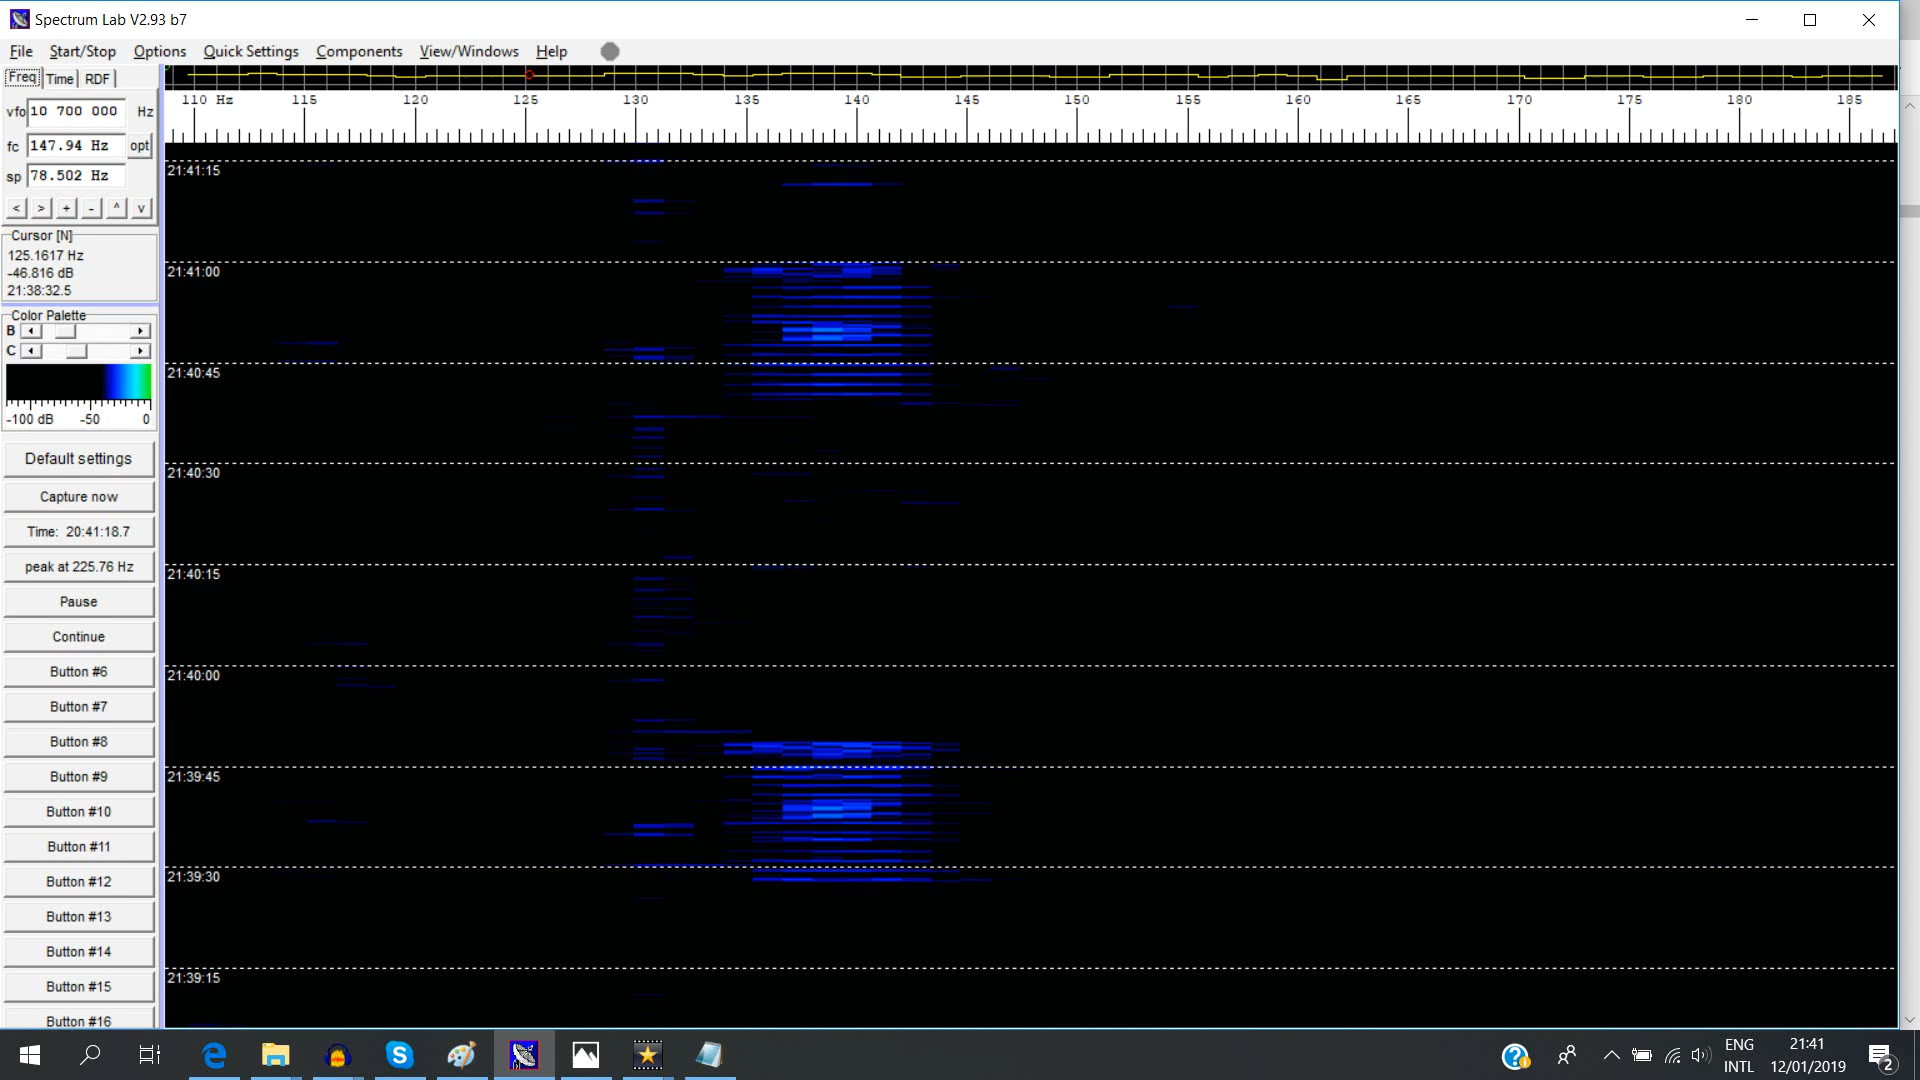 Spectrum Lab V2.93 b7
File Start/Stop Options Quick Settings Components View/Windows Help
Freq Time RDF
vfo 10 700 000 Hz
fc 147.94 Hz opt
sp 78.502 Hz
< > + - ^ v
Cursor [N]
125.1617 Hz
-46.816 dB
21:38:32.5
Color Palette
B
C
-100 dB -50 0
Default settings
Capture now
Time: 20:41:18.7
peak at 225.76 Hz
Pause
Continue
Button #6
Button #7
Button #8
Button #9
Button #10
Button #11
Button #12
Button #13
Button #14
Button #15
Button #16
110 Hz 115 120 125 130 135 140 145 150 155 160 165 170 175 180 185
21:41:15
21:41:00
21:40:45
21:40:30
21:40:15
21:40:00
21:39:45
21:39:30
21:39:15
ENG
INTL
21:41
12/01/2019
2